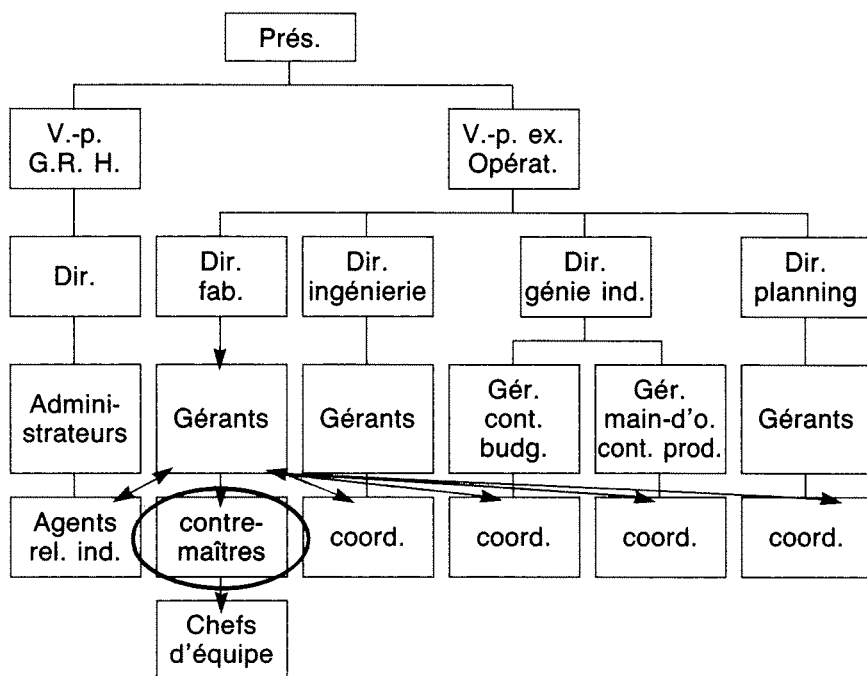 Prés.
V.-p.
G.R. H.
V.-p. ex.
Opérat.
Dir.
Dir.
fab.
Dir.
ingénierie
Dir.
génie ind.
Dir.
planning
Admini-
strateurs
Gérants
Gérants
Gér.
cont.
budg.
Gér.
main-d'o.
cont. prod.
Gérants
Agents
rel. ind.
contre-
maîtres
coord.
coord.
coord.
coord.
Chefs
d'équipe